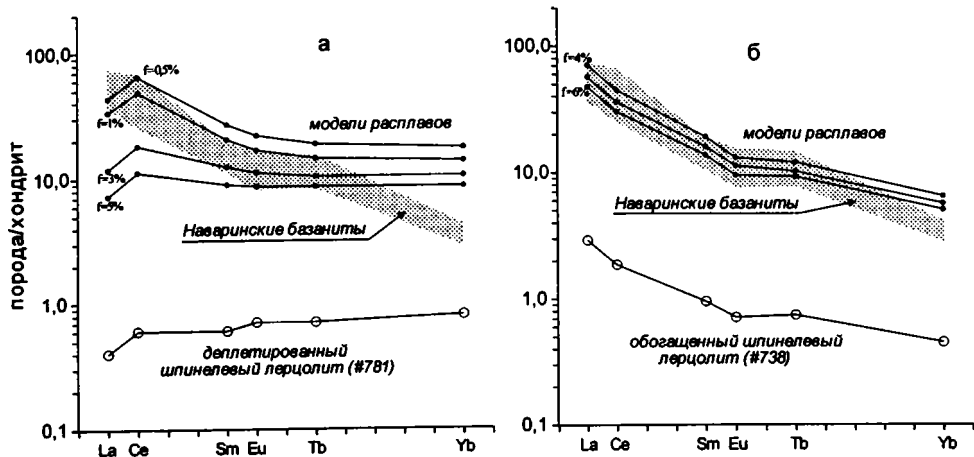 порода/хондрит
а
100,0
10,0
1,0
0,1
f=0,5%
f=1%
f=3%
f=5%
модели расплавов
Наваринские базаниты
деплетированный
шпинелевый лерцолит (#781)
La Ce Sm Eu Tb Yb
б
100,0
10,0
1,0
0,1
f=4%
f=6%
модели расплавов
Наваринские базаниты
обогащенный шпинелевый
лерцолит (#738)
La Ce Sm Eu Tb Yb